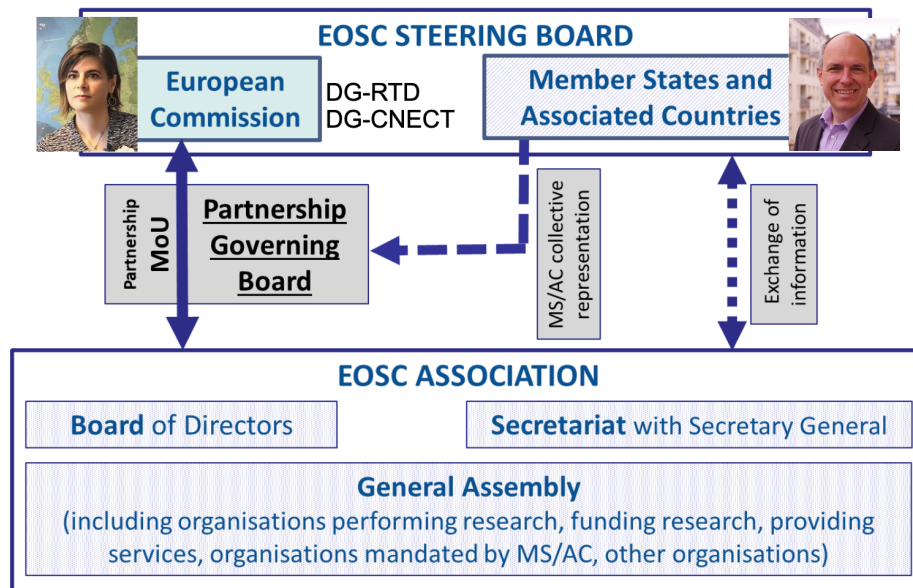 EOSC STEERING BOARD
European
Commission
DG-RTD
DG-CNECT
Member States and
Associated Countries
Partnership
MoU
Partnership
Governing
Board
MS/AC collective
representation
Exchange of
information
EOSC ASSOCIATION
Board of Directors
Secretariat with Secretary General
General Assembly
(including organisations performing research, funding research, providing
services, organisations mandated by MS/AC, other organisations)